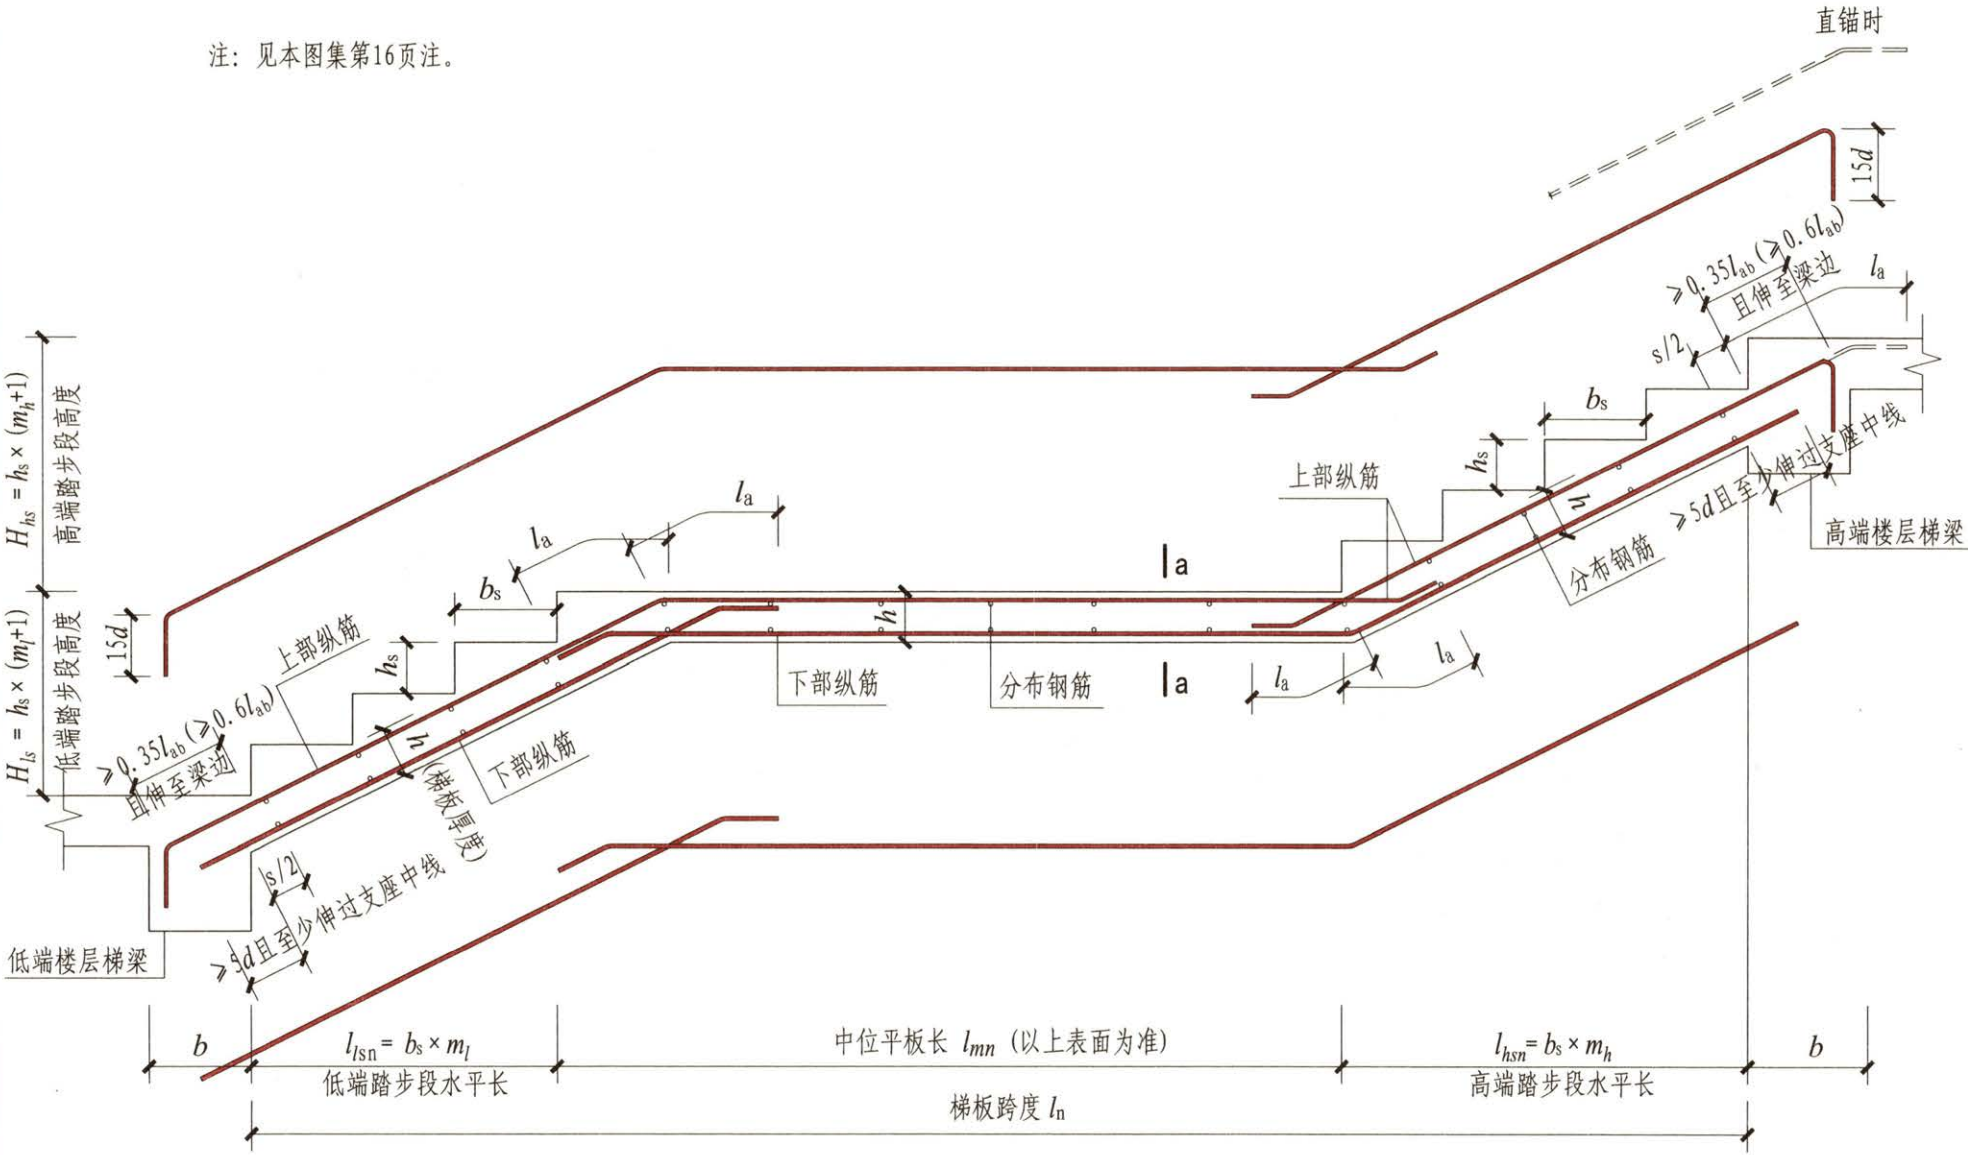 直锚时
注：见本图集第16页注。
15d
≥0.35lab(≥0.6lab)
且伸至梁边
la
s/2
Hhs = hs×(mh+1)
高端踏步段高度
bs
hs
上部纵筋
h
≥5d且至少伸过支座中线
高端楼层梯梁
分布钢筋
la
la
bs
hs
a
h
a
la
la
下部纵筋
分布钢筋
Hls = hs×(ml+1)
低端踏步段高度
15d
上部纵筋
≥0.35lab(≥0.6lab)
且伸至梁边
h
(梯板厚度)
下部纵筋
s/2
≥5d且至少伸过支座中线
低端楼层梯梁
b
llsn = bs×ml
低端踏步段水平长
中位平板长 lmn (以上表面为准)
lhsn = bs×mh
高端踏步段水平长
b
梯板跨度 ln